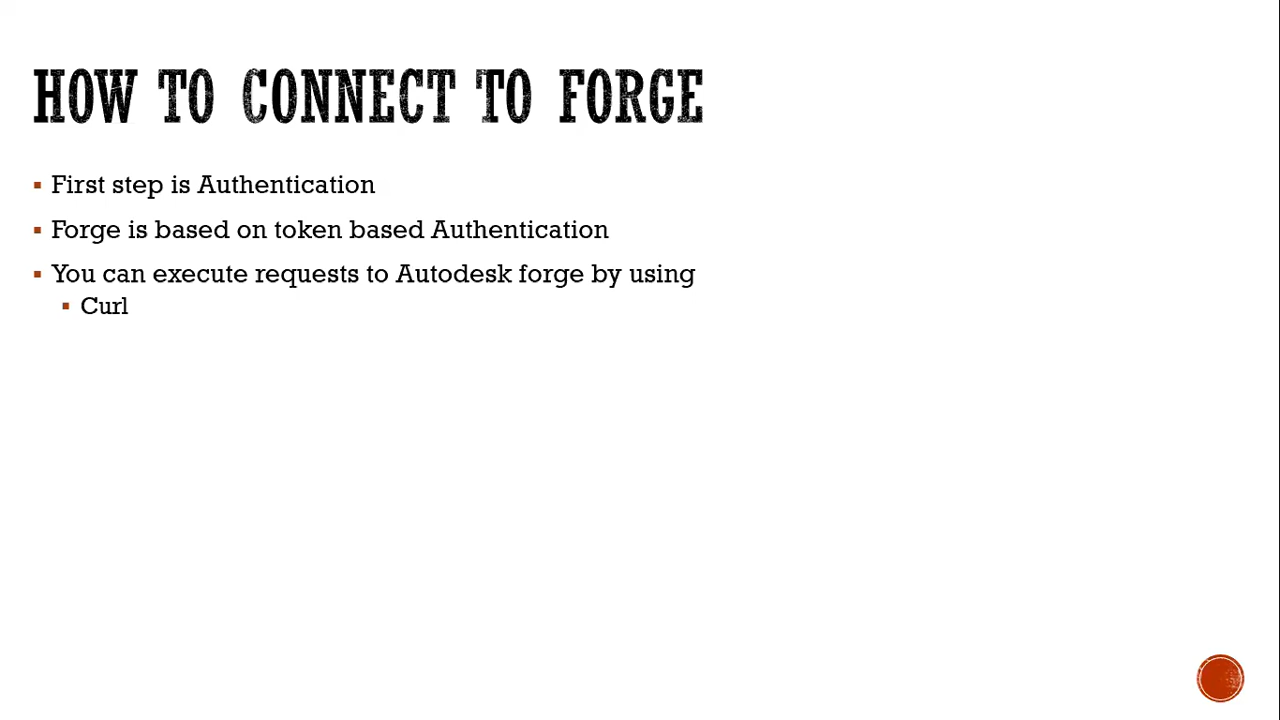 HOW TO CONNECT TO FORGE
▪ First step is Authentication
▪ Forge is based on token based Authentication
▪ You can execute requests to Autodesk forge by using
▪ Curl